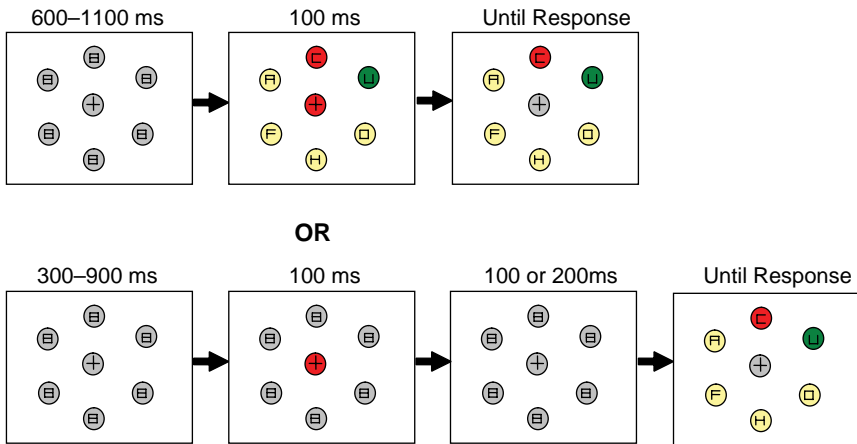 600–1100 ms 100 ms Until Response
C C
A U A U
+ + +
F O F O
H H
OR
300–900 ms 100 ms 100 or 200ms Until Response
C
A U
+ + + +
F O
H